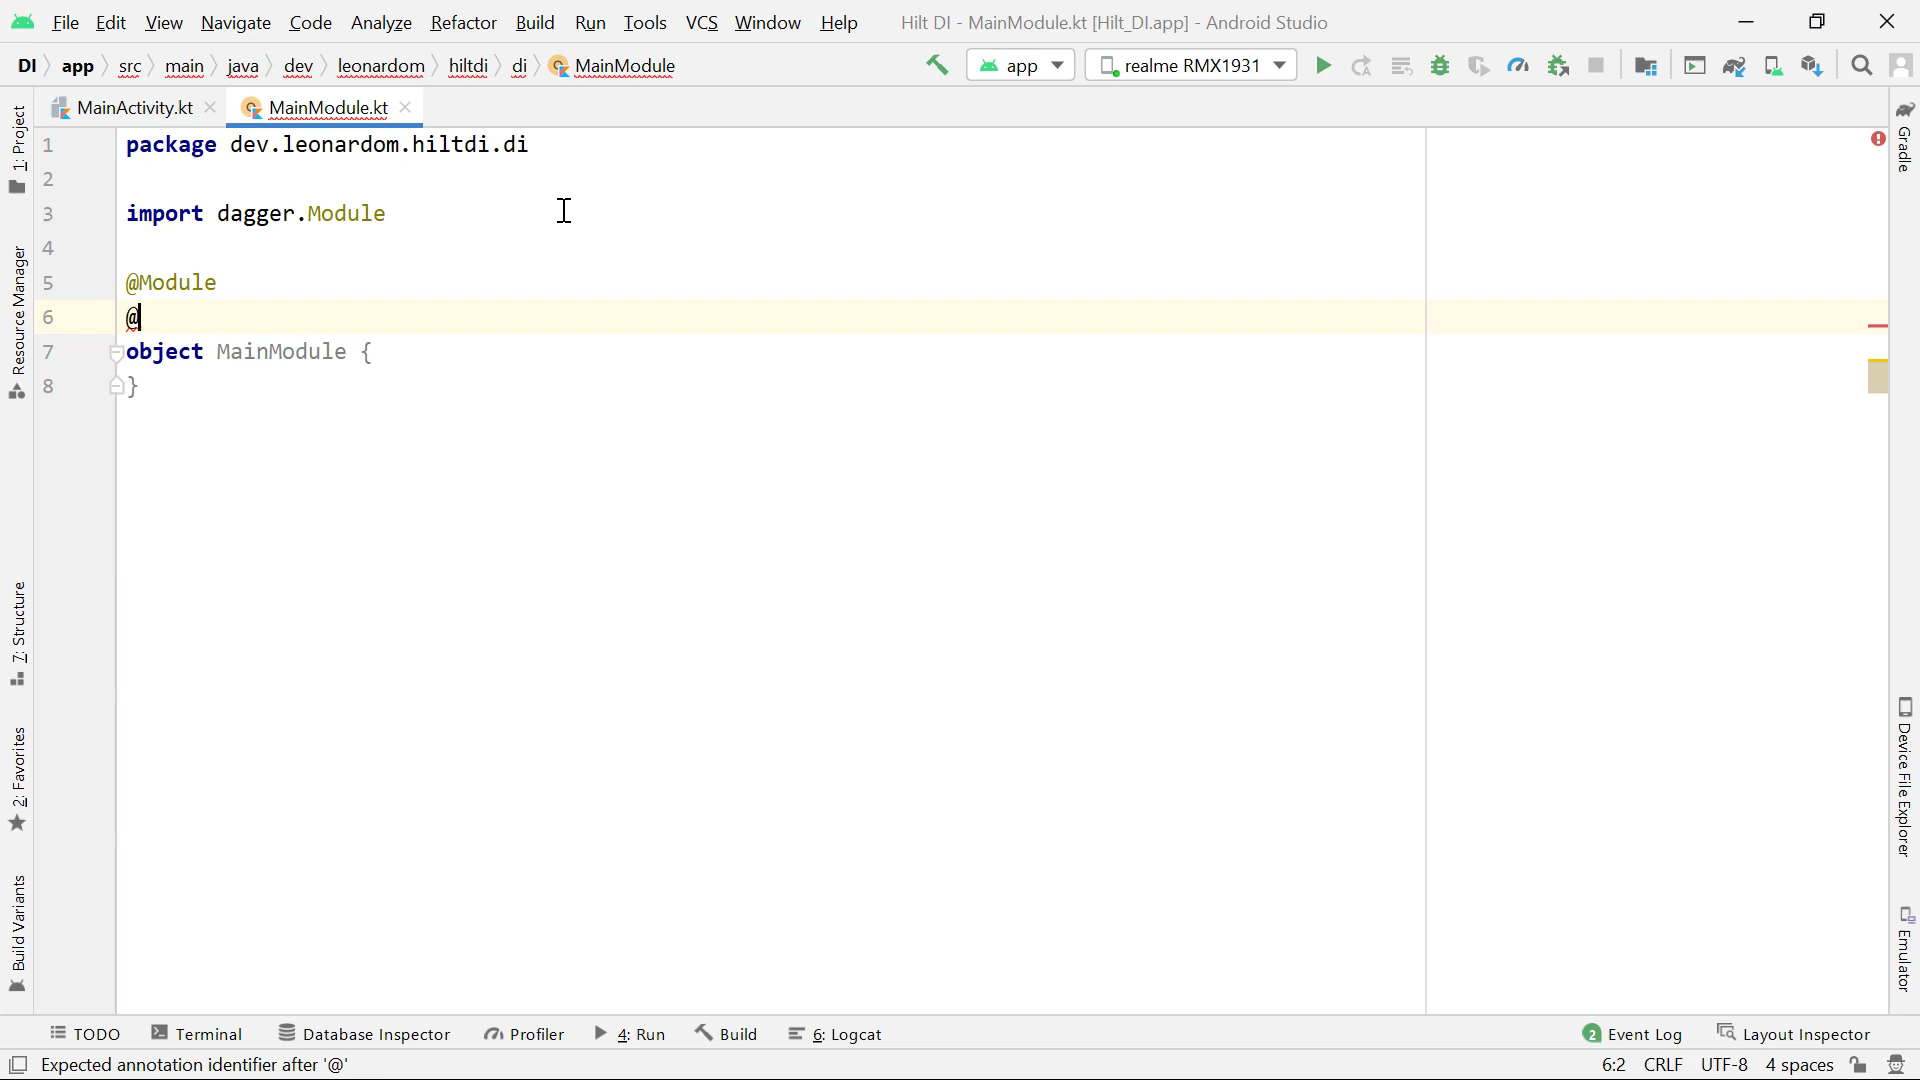 File Edit View Navigate Code Analyze Refactor Build Run Tools VCS Window Help Hilt DI - MainModule.kt [Hilt_DI.app] - Android Studio
DI app src main java dev leonardom hiltdi di MainModule app realme RMX1931
MainActivity.kt MainModule.kt
1 package dev.leonardom.hiltdi.di
2
3 import dagger.Module
4
5 @Module
6 @
7 object MainModule {
8 }
1: Project
Resource Manager
7: Structure
2: Favorites
Build Variants
Gradle
Device File Explorer
Emulator
TODO Terminal Database Inspector Profiler 4: Run Build 6: Logcat 2 Event Log Layout Inspector
Expected annotation identifier after '@' 6:2 CRLF UTF-8 4 spaces